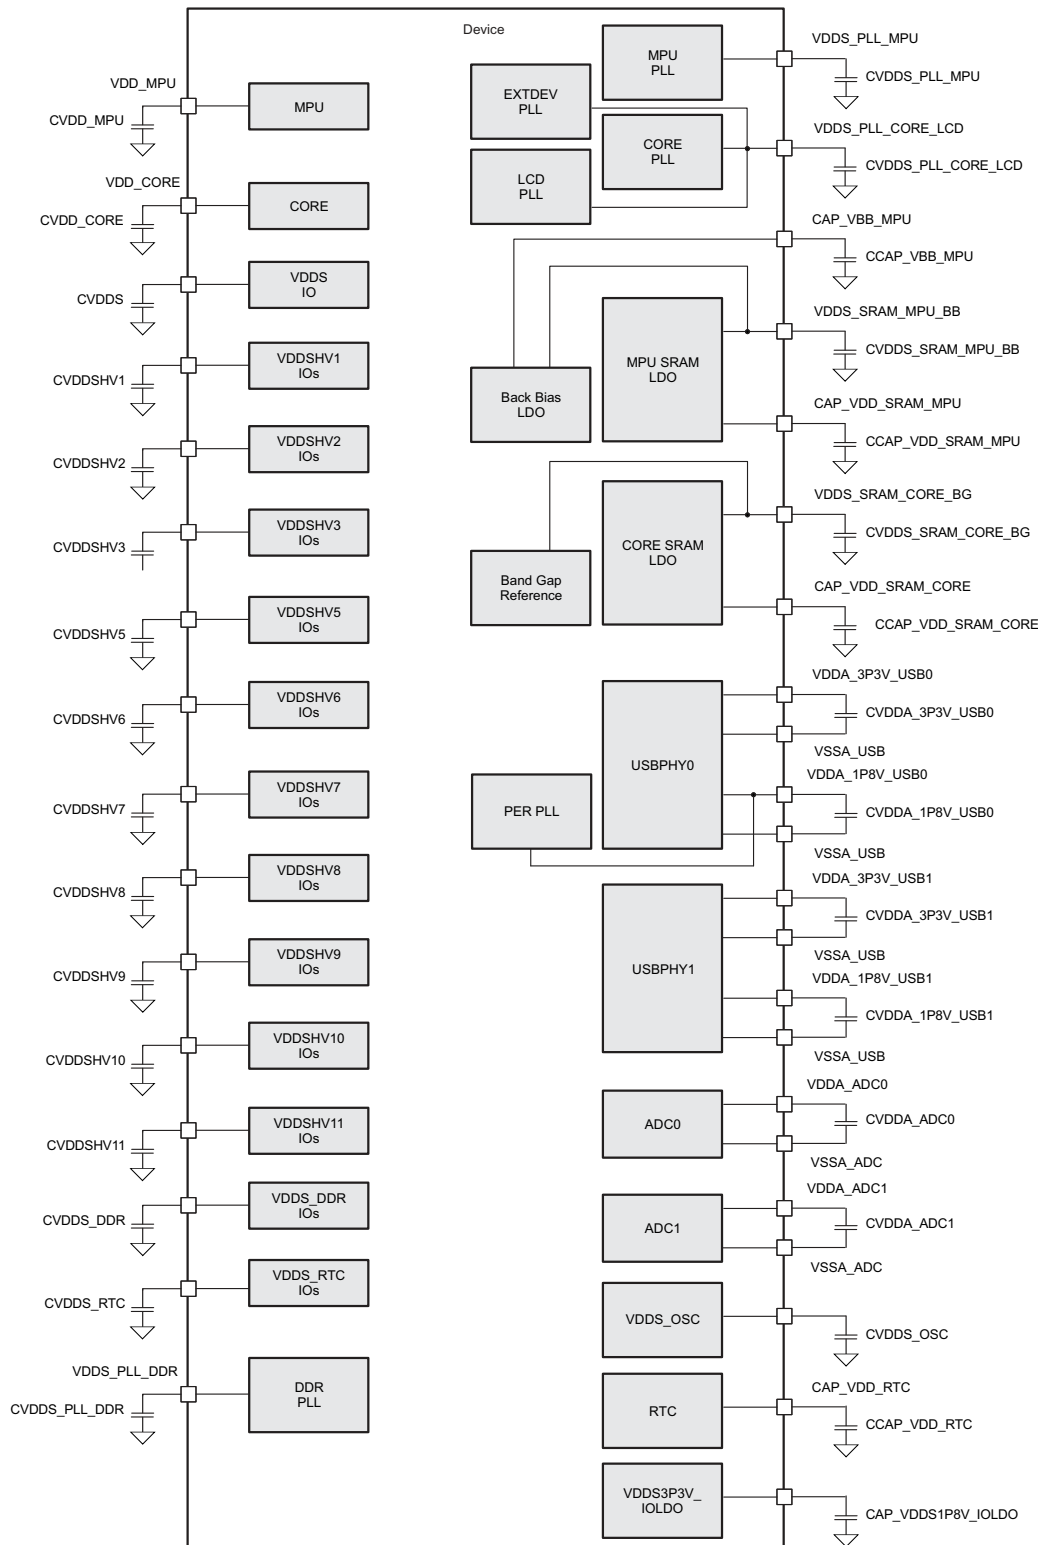 Device
VDD_MPU
CVDD_MPU
MPU
VDD_CORE
CVDD_CORE
CORE
CVDDS
VDDS
IO
CVDDSHV1
VDDSHV1
IOs
CVDDSHV2
VDDSHV2
IOs
CVDDSHV3
VDDSHV3
IOs
CVDDSHV5
VDDSHV5
IOs
CVDDSHV6
VDDSHV6
IOs
CVDDSHV7
VDDSHV7
IOs
CVDDSHV8
VDDSHV8
IOs
CVDDSHV9
VDDSHV9
IOs
CVDDSHV10
VDDSHV10
IOs
CVDDSHV11
VDDSHV11
IOs
CVDDS_DDR
VDDS_DDR
IOs
CVDDS_RTC
VDDS_RTC
IOs
VDDS_PLL_DDR
CVDDS_PLL_DDR
DDR
PLL
MPU
PLL
VDDS_PLL_MPU
CVDDS_PLL_MPU
EXTDEV
PLL
CORE
PLL
LCD
PLL
VDDS_PLL_CORE_LCD
CVDDS_PLL_CORE_LCD
CAP_VBB_MPU
CCAP_VBB_MPU
MPU SRAM
LDO
Back Bias
LDO
VDDS_SRAM_MPU_BB
CVDDS_SRAM_MPU_BB
CAP_VDD_SRAM_MPU
CCAP_VDD_SRAM_MPU
CORE SRAM
LDO
Band Gap
Reference
VDDS_SRAM_CORE_BG
CVDDS_SRAM_CORE_BG
CAP_VDD_SRAM_CORE
CCAP_VDD_SRAM_CORE
USBPHY0
PER PLL
VDDA_3P3V_USB0
CVDDA_3P3V_USB0
VSSA_USB
VDDA_1P8V_USB0
CVDDA_1P8V_USB0
VSSA_USB
USBPHY1
VDDA_3P3V_USB1
CVDDA_3P3V_USB1
VSSA_USB
VDDA_1P8V_USB1
CVDDA_1P8V_USB1
VSSA_USB
ADC0
VDDA_ADC0
CVDDA_ADC0
VSSA_ADC
ADC1
VDDA_ADC1
CVDDA_ADC1
VSSA_ADC
VDDS_OSC
CVDDS_OSC
RTC
CAP_VDD_RTC
CCAP_VDD_RTC
VDDS3P3V_
IOLDO
CAP_VDDS1P8V_IOLDO